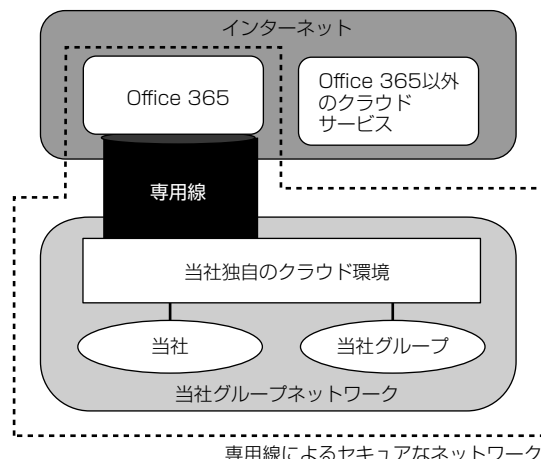 インターネット
Office 365
Office 365以外
のクラウド
サービス
専用線
当社独自のクラウド環境
当社
当社グループ
当社グループネットワーク
専用線によるセキュアなネットワーク